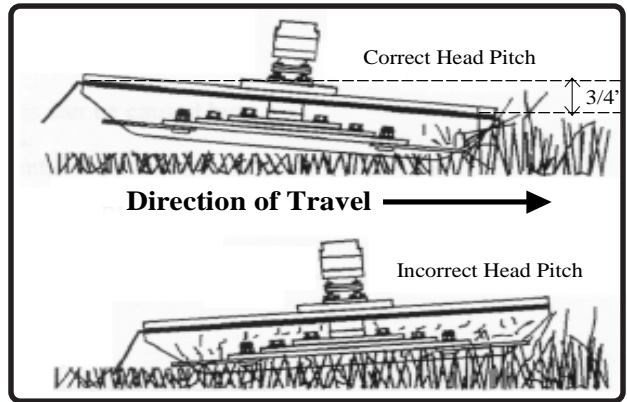 Correct Head Pitch
3/4'
Direction of Travel
Incorrect Head Pitch